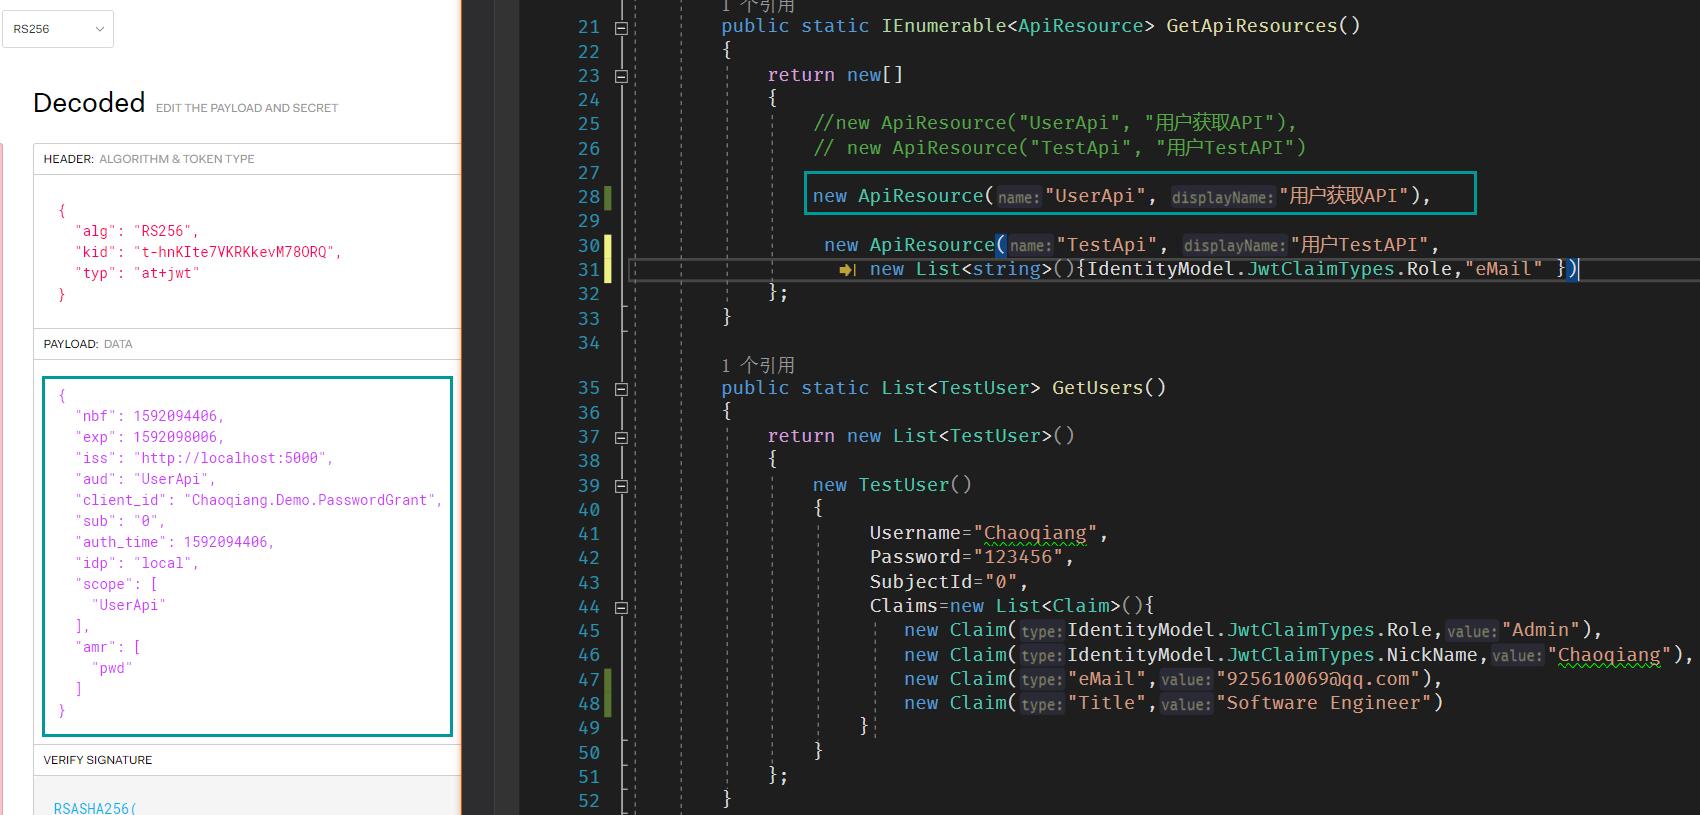 RS256
Decoded EDIT THE PAYLOAD AND SECRET
HEADER: ALGORITHM & TOKEN TYPE
{
"alg": "RS256",
"kid": "t-hnKIte7VKRKkevM78ORQ",
"typ": "at+jwt"
}
PAYLOAD: DATA
{
"nbf": 1592094406,
"exp": 1592098006,
"iss": "http://localhost:5000",
"aud": "UserApi",
"client_id": "Chaoqiang.Demo.PasswordGrant",
"sub": "0",
"auth_time": 1592094406,
"idp": "local",
"scope": [
"UserApi"
],
"amr": [
"pwd"
]
}
VERIFY SIGNATURE
RSASHA256(
1 个引用
21 public static IEnumerable<ApiResource> GetApiResources()
22 {
23 return new[]
24 {
25 //new ApiResource("UserApi", "用户获取API"),
26 // new ApiResource("TestApi", "用户TestAPI")
27
28 new ApiResource(name:"UserApi", displayName:"用户获取API"),
29
30 new ApiResource(name:"TestApi", displayName:"用户TestAPI",
31 new List<string>(){IdentityModel.JwtClaimTypes.Role,"eMail" })
32 };
33 }
34
1 个引用
35 public static List<TestUser> GetUsers()
36 {
37 return new List<TestUser>()
38 {
39 new TestUser()
40 {
41 Username="Chaoqiang",
42 Password="123456",
43 SubjectId="0",
44 Claims=new List<Claim>(){
45 new Claim(type:IdentityModel.JwtClaimTypes.Role,value:"Admin"),
46 new Claim(type:IdentityModel.JwtClaimTypes.NickName,value:"Chaoqiang"),
47 new Claim(type:"eMail",value:"925610069@qq.com"),
48 new Claim(type:"Title",value:"Software Engineer")
49 }
50 }
51 };
52 }